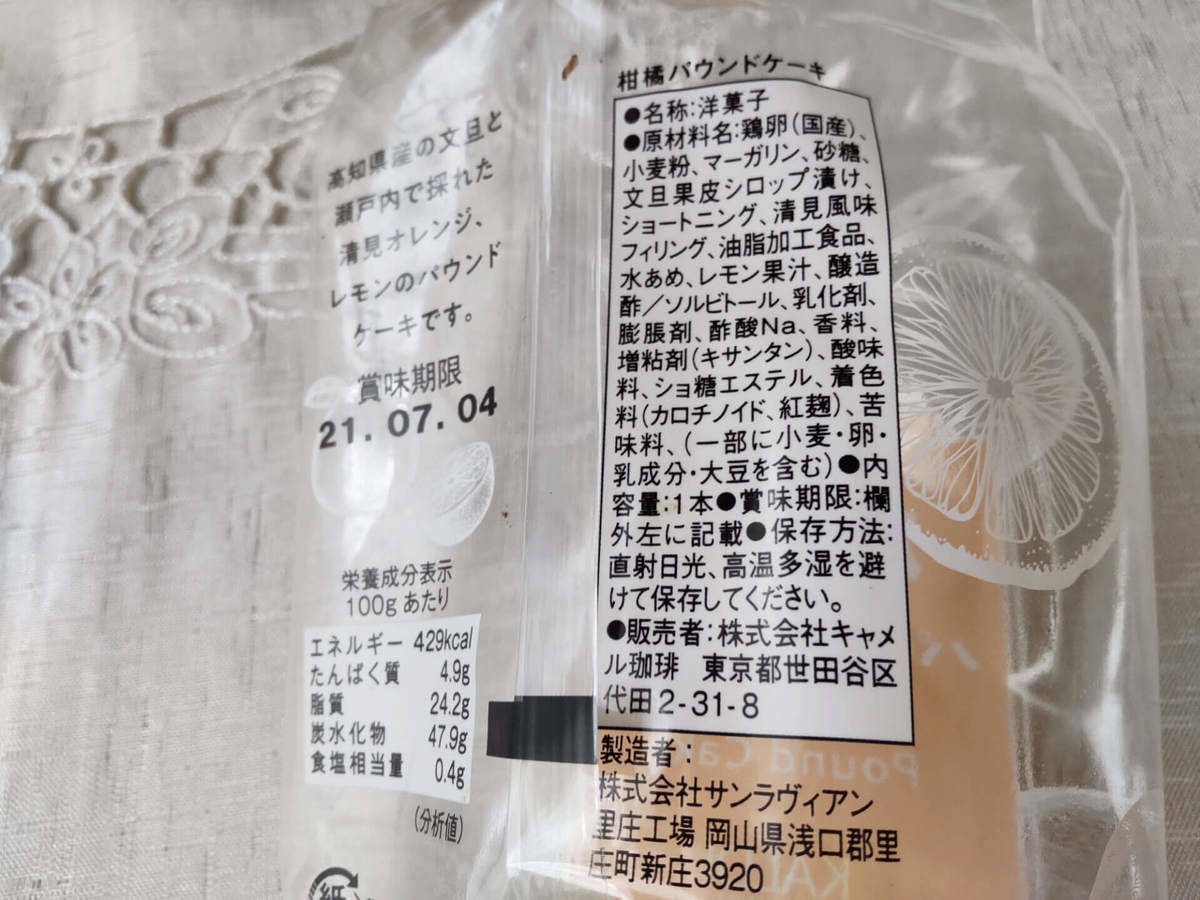 高知県産の文旦と
瀬戸内で採れた
清見オレンジ、
レモンのパウンド
ケーキです。
賞味期限
21.07.04
栄養成分表示
100gあたり
エネルギー 429kcal
たんぱく質 4.9g
脂質 24.2g
炭水化物 47.9g
食塩相当量 0.4g
(分析値)
紙
柑橘パウンドケーキ
●名称:洋菓子
●原材料名:鶏卵(国産)、
小麦粉、マーガリン、砂糖、
文旦果皮シロップ漬け、
ショートニング、清見風味
フィリング、油脂加工食品、
水あめ、レモン果汁、醸造
酢/ソルビトール、乳化剤、
膨脹剤、酢酸Na、香料、
増粘剤(キサンタン)、酸味
料、ショ糖エステル、着色
料(カロチノイド、紅麹)、苦
味料、(一部に小麦・卵・
乳成分・大豆を含む)●内
容量:1本●賞味期限:欄
外左に記載●保存方法:
直射日光、高温多湿を避
けて保存してください。
●販売者:株式会社キャメ
ル珈琲 東京都世田谷区
代田2-31-8
製造者:
株式会社サンラヴィアン
里庄工場 岡山県浅口郡里
庄町新庄3920